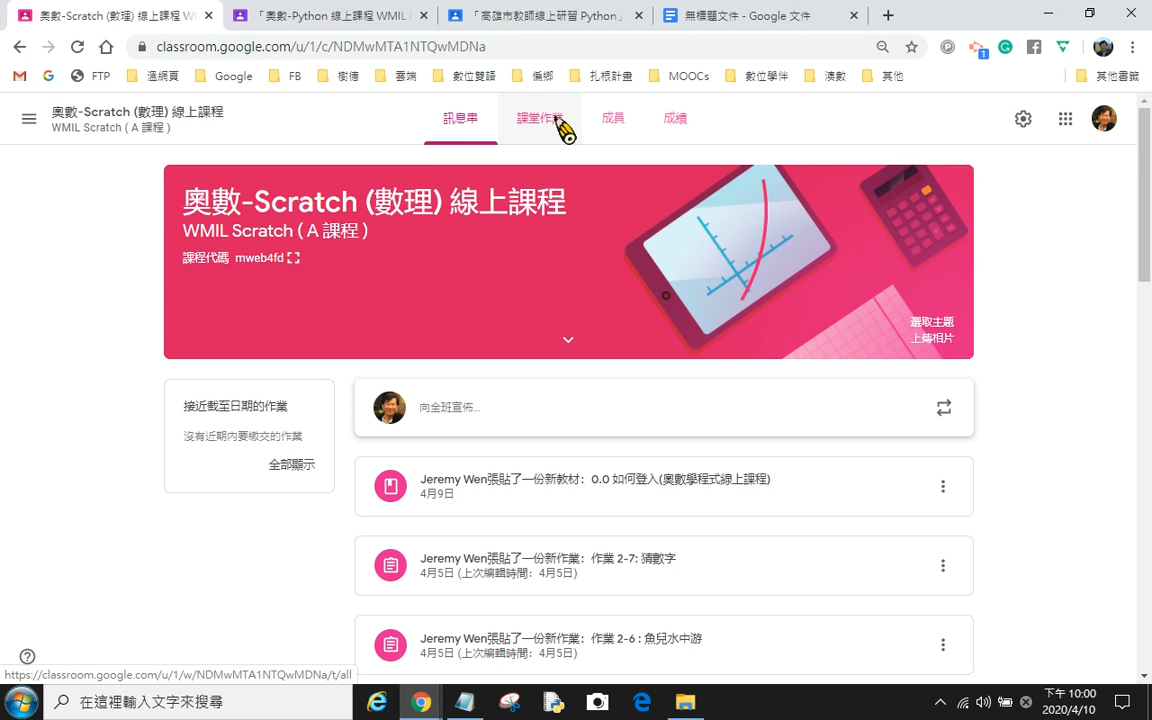 奧數-Scratch (數理) 線上課程 W
「奧數-Python 線上課程 WMIL
「高雄市教師線上研習 Python」
無標題文件 - Google 文件
classroom.google.com/u/1/c/NDMwMTA1NTQwMDNa
FTP
溫網頁
Google
FB
樹德
雲端
數位雙語
偏鄉
扎根計畫
MOOCs
數位學伴
澳數
其他
其他書籤
奧數-Scratch (數理) 線上課程
WMIL Scratch ( A 課程 )
訊息串
課堂作業
成員
成績
奧數-Scratch (數理) 線上課程
WMIL Scratch ( A 課程 )
課程代碼 mweb4fd
選取主題
上傳相片
接近截至日期的作業
沒有近期內要繳交的作業
全部顯示
向全班宣佈...
Jeremy Wen張貼了一份新教材：0.0 如何登入(奧數學程式線上課程)
4月9日
Jeremy Wen張貼了一份新作業：作業 2-7: 猜數字
4月5日 (上次編輯時間：4月5日)
Jeremy Wen張貼了一份新作業：作業 2-6 : 魚兒水中游
4月5日 (上次編輯時間：4月5日)
https://classroom.google.com/u/1/w/NDMwMTA1NTQwMDNa/t/all
在這裡輸入文字來搜尋
下午 10:00
2020/4/10